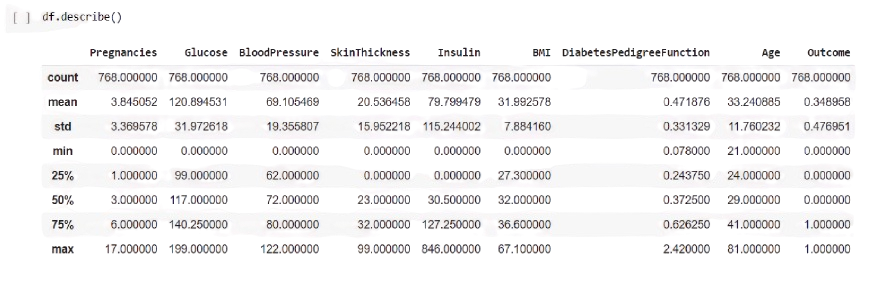 [ ] df.describe()
Pregnancies Glucose BloodPressure SkinThickness Insulin BMI DiabetesPedigreeFunction Age Outcome
count 768.000000 768.000000 768.000000 768.000000 768.000000 768.000000 768.000000 768.000000 768.000000
mean 3.845052 120.894531 69.105469 20.536458 79.799479 31.992578 0.471876 33.240885 0.348958
std 3.369578 31.972618 19.355807 15.952218 115.244002 7.884160 0.331329 11.760232 0.476951
min 0.000000 0.000000 0.000000 0.000000 0.000000 0.000000 0.078000 21.000000 0.000000
25% 1.000000 99.000000 62.000000 0.000000 0.000000 27.300000 0.243750 24.000000 0.000000
50% 3.000000 117.000000 72.000000 23.000000 30.500000 32.000000 0.372500 29.000000 0.000000
75% 6.000000 140.250000 80.000000 32.000000 127.250000 36.600000 0.626250 41.000000 1.000000
max 17.000000 199.000000 122.000000 99.000000 846.000000 67.100000 2.420000 81.000000 1.000000